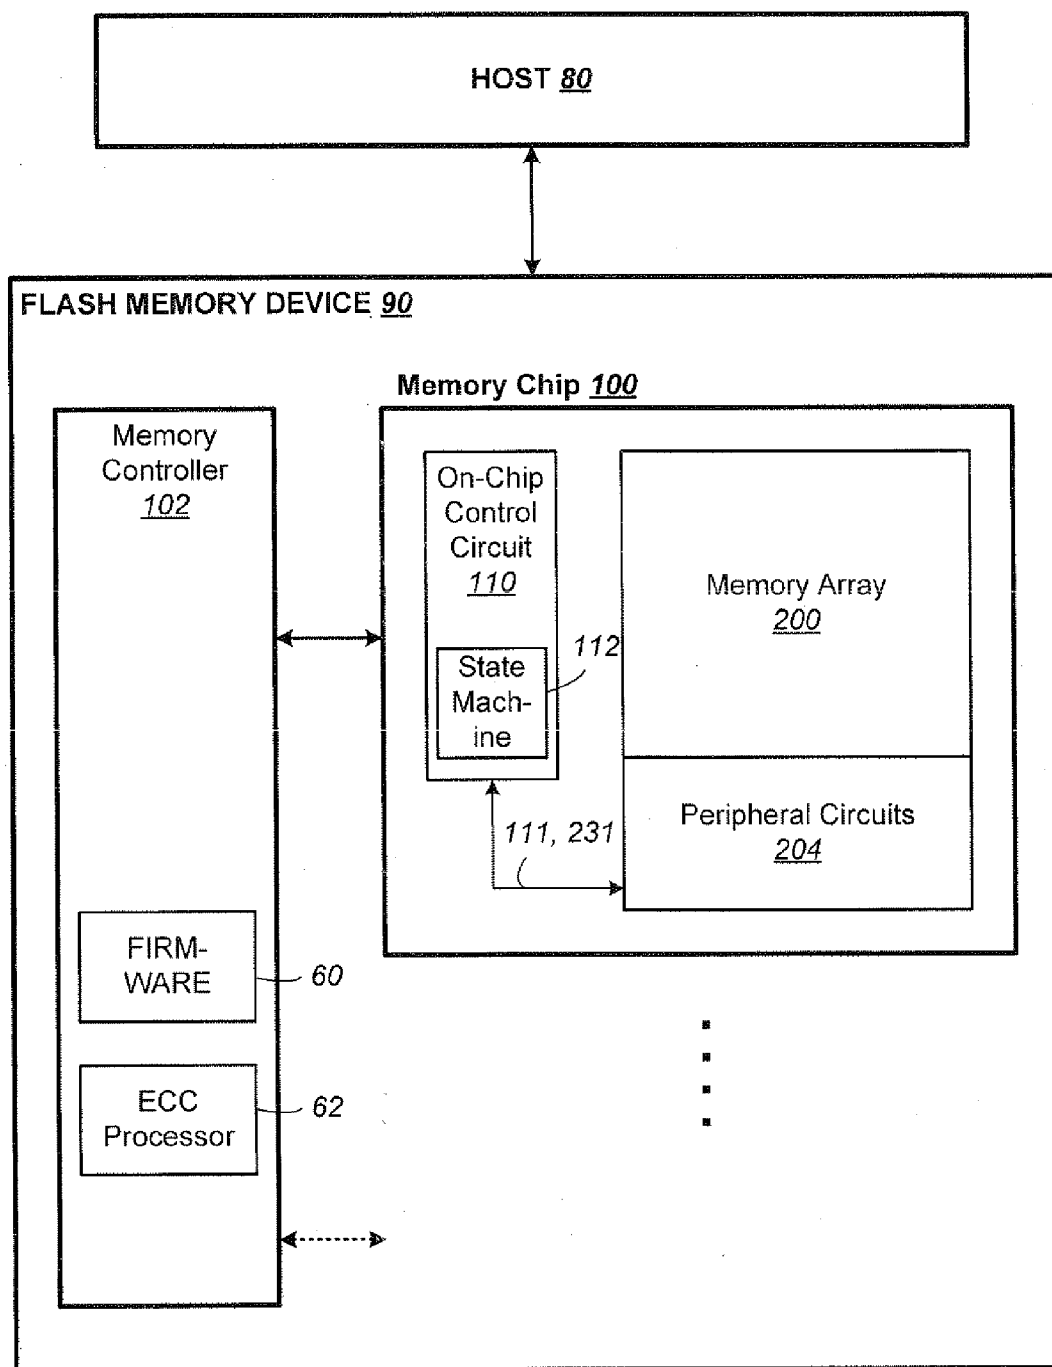 HOST 80
FLASH MEMORY DEVICE 90
Memory Chip 100
Memory
Controller
102
On-Chip
Control
Circuit
110
Memory Array
200
112
State
Mach-
ine
Peripheral Circuits
204
111, 231
FIRM-
WARE
60
ECC
Processor
62